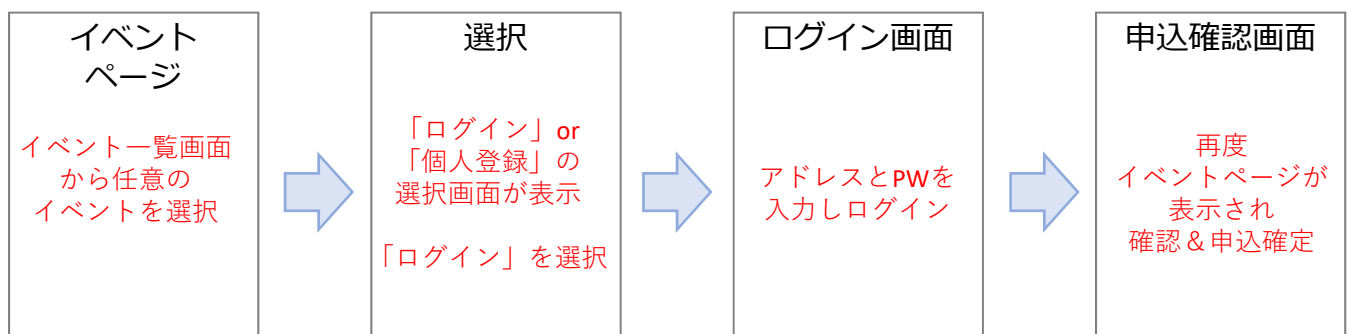 イベント
ページ
イベント一覧画面
から任意の
イベントを選択
選択
「ログイン」or
「個人登録」の
選択画面が表示
「ログイン」を選択
ログイン画面
アドレスとPWを
入力しログイン
申込確認画面
再度
イベントページが
表示され
確認＆申込確定